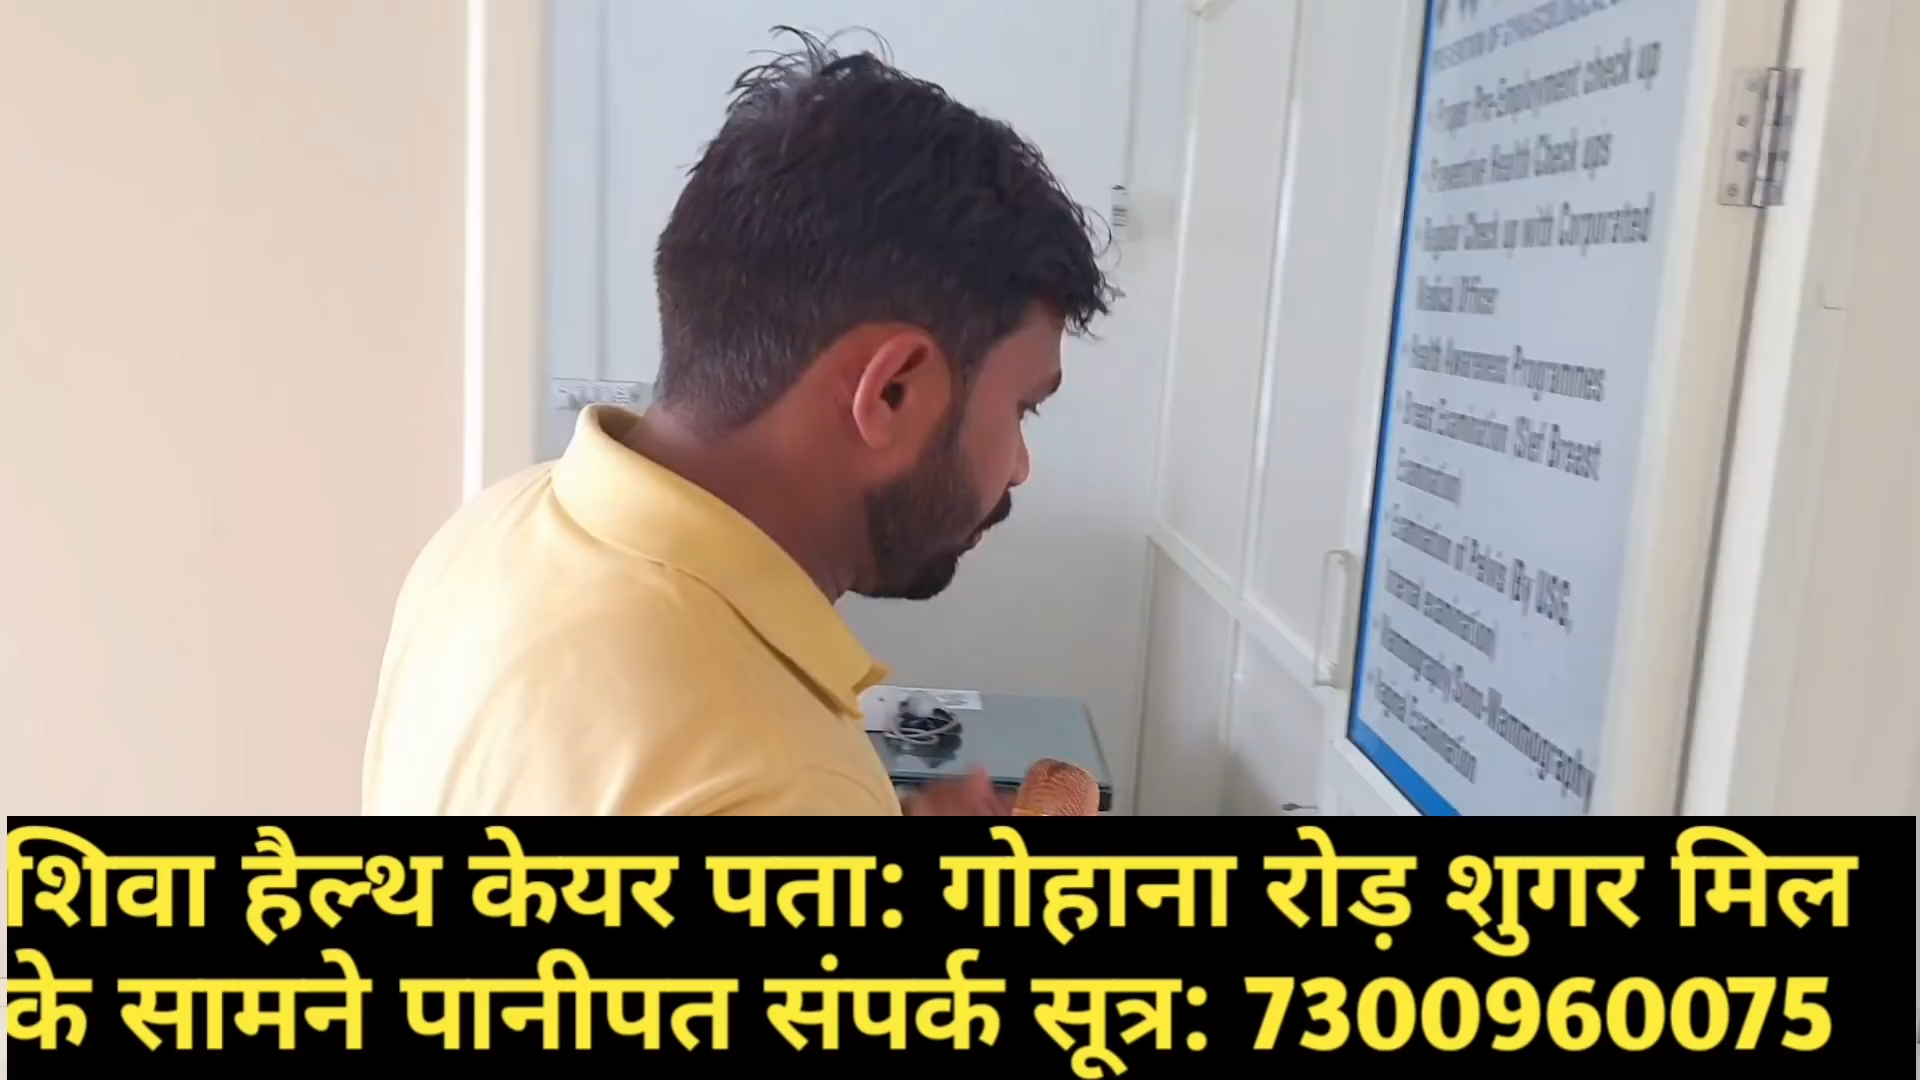 Pre-Employment check up
Preventive Health Check ups
Regular Check up with Corporated
Medical Officer
Health Awareness Programmes
Breast Examination (Self Breast
Examination)
Examination of Pelvis (By USG,
Internal examination)
Mammography/Sono-Mammography
Vaginal Examination
शिवा हैल्थ केयर पता: गोहाना रोड़ शुगर मिल
के सामने पानीपत संपर्क सूत्र: 7300960075